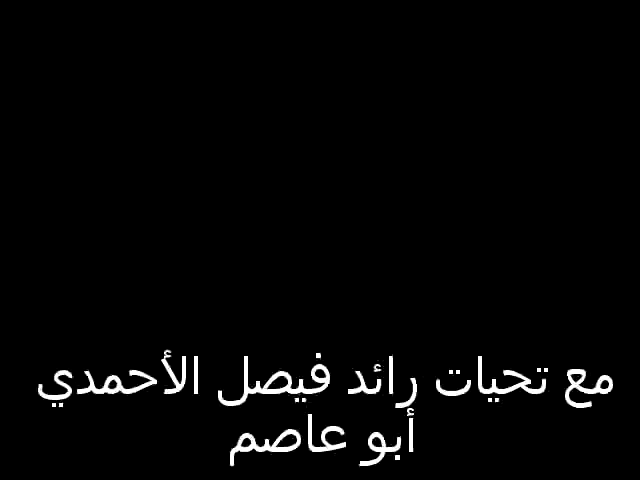 مع تحيات رائد فيصل الأحمدي
أبو عاصم